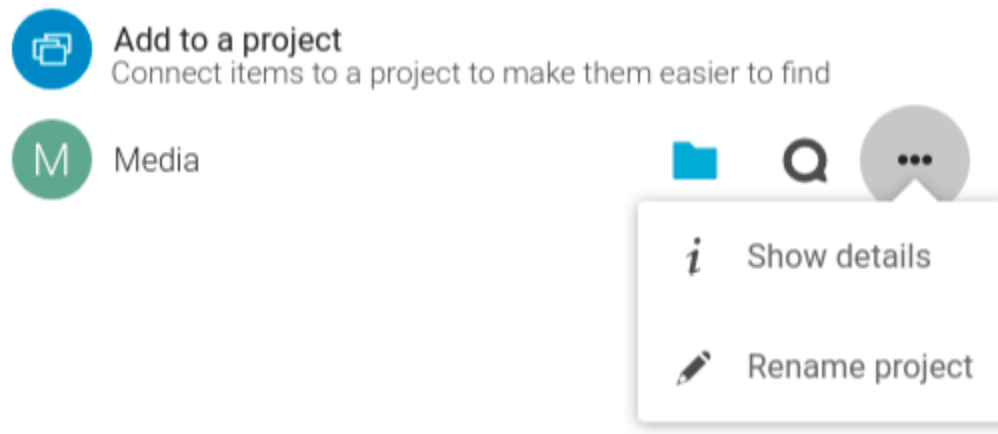 Add to a project
Connect items to a project to make them easier to find
M Media
Show details
Rename project